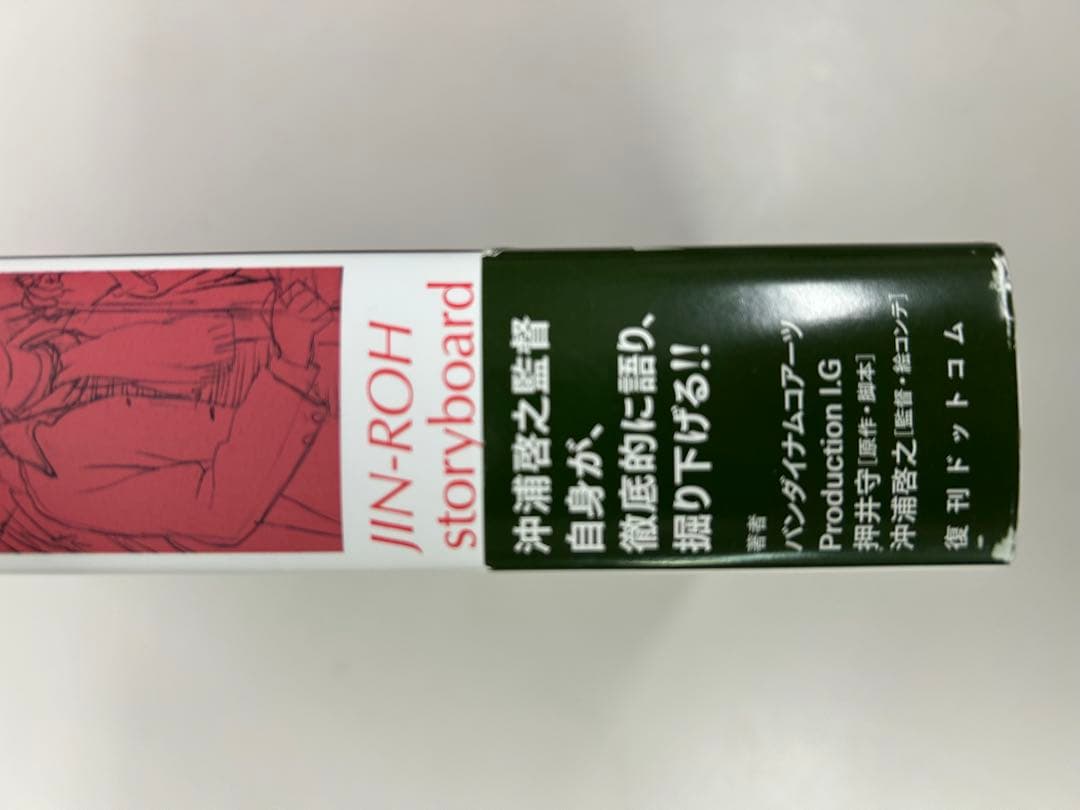 JIN-ROH
storyboard
沖浦啓之監督
自身が、
徹底的に語り、
掘り下げる!!
著者
バンダイナムコアーツ
Production I.G
押井守[原作・脚本]
沖浦啓之[監督・絵コンテ]
復刊ドットコム